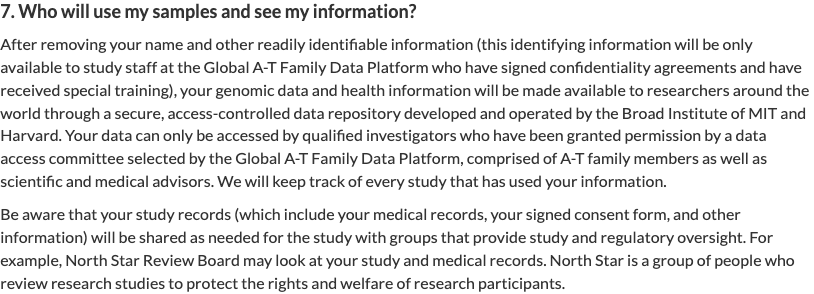 7. Who will use my samples and see my information?
After removing your name and other readily identifiable information (this identifying information will be only
available to study staff at the Global A-T Family Data Platform who have signed confidentiality agreements and have
received special training), your genomic data and health information will be made available to researchers around the
world through a secure, access-controlled data repository developed and operated by the Broad Institute of MIT and
Harvard. Your data can only be accessed by qualified investigators who have been granted permission by a data
access committee selected by the Global A-T Family Data Platform, comprised of A-T family members as well as
scientific and medical advisors. We will keep track of every study that has used your information.
Be aware that your study records (which include your medical records, your signed consent form, and other
information) will be shared as needed for the study with groups that provide study and regulatory oversight. For
example, North Star Review Board may look at your study and medical records. North Star is a group of people who
review research studies to protect the rights and welfare of research participants.